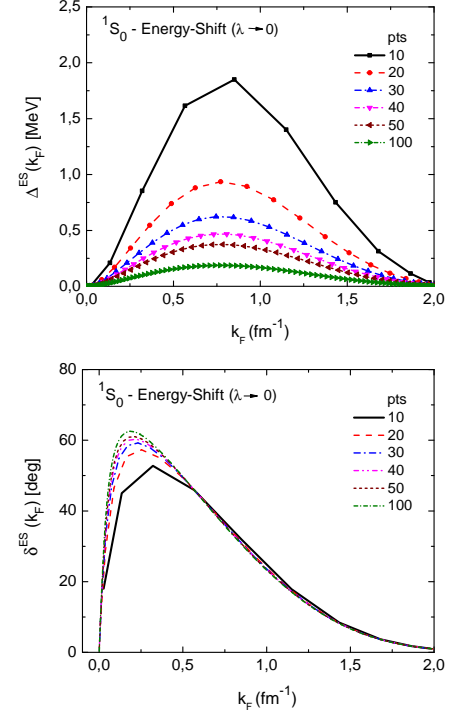 ¹S₀ - Energy-Shift (λ→0)
pts
10
20
30
40
50
100
Δ^ES(k_F) [MeV]
2,5
2,0
1,5
1,0
0,5
0,0
0,0 0,5 1,0 1,5 2,0
k_F (fm⁻¹)
¹S₀ - Energy-Shift (λ→0)
pts
10
20
30
40
50
100
δ^ES(k_F) [deg]
80
60
40
20
0
0,0 0,5 1,0 1,5 2,0
k_F (fm⁻¹)